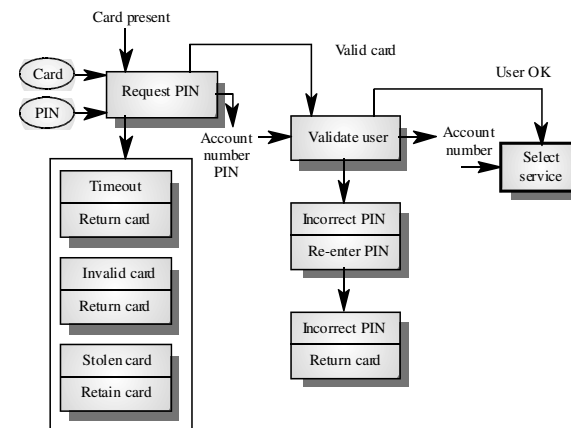 Card present
Valid card
Card
Request PIN
User OK
PIN
Account
number
PIN
Validate user
Account
number
Select
service
Timeout
Return card
Incorrect PIN
Re-enter PIN
Invalid card
Return card
Incorrect PIN
Return card
Stolen card
Retain card